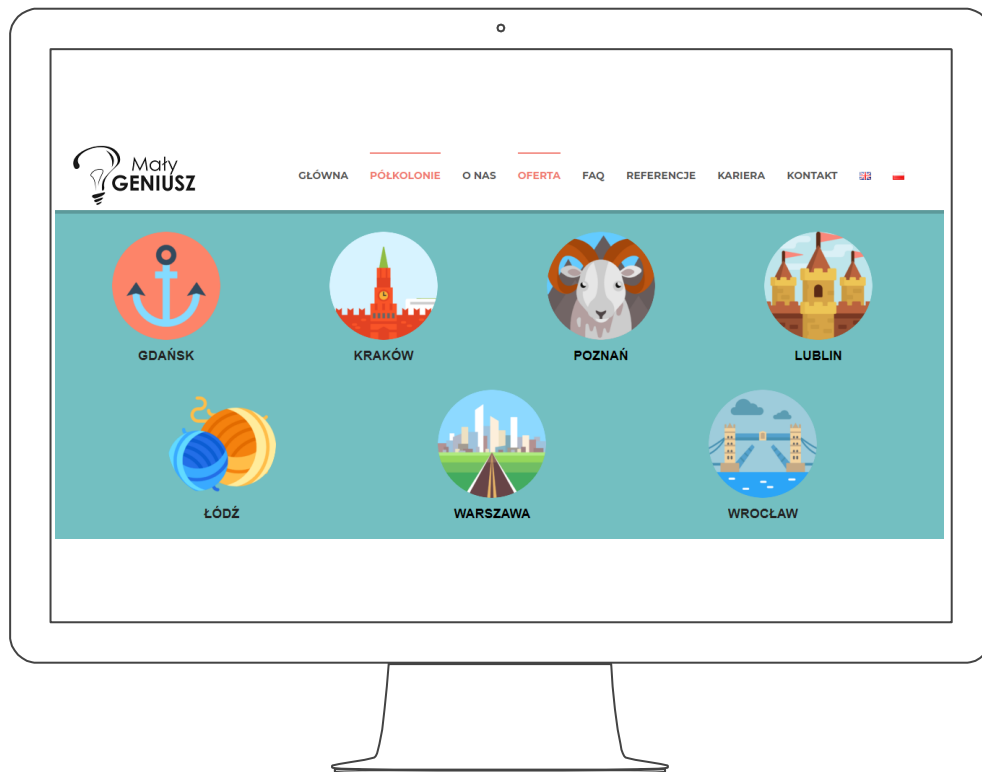 Mały
GENIUSZ
GŁÓWNA PÓŁKOLONIE O NAS OFERTA FAQ REFERENCJE KARIERA KONTAKT
GDAŃSK KRAKÓW POZNAŃ LUBLIN
ŁÓDŹ WARSZAWA WROCŁAW